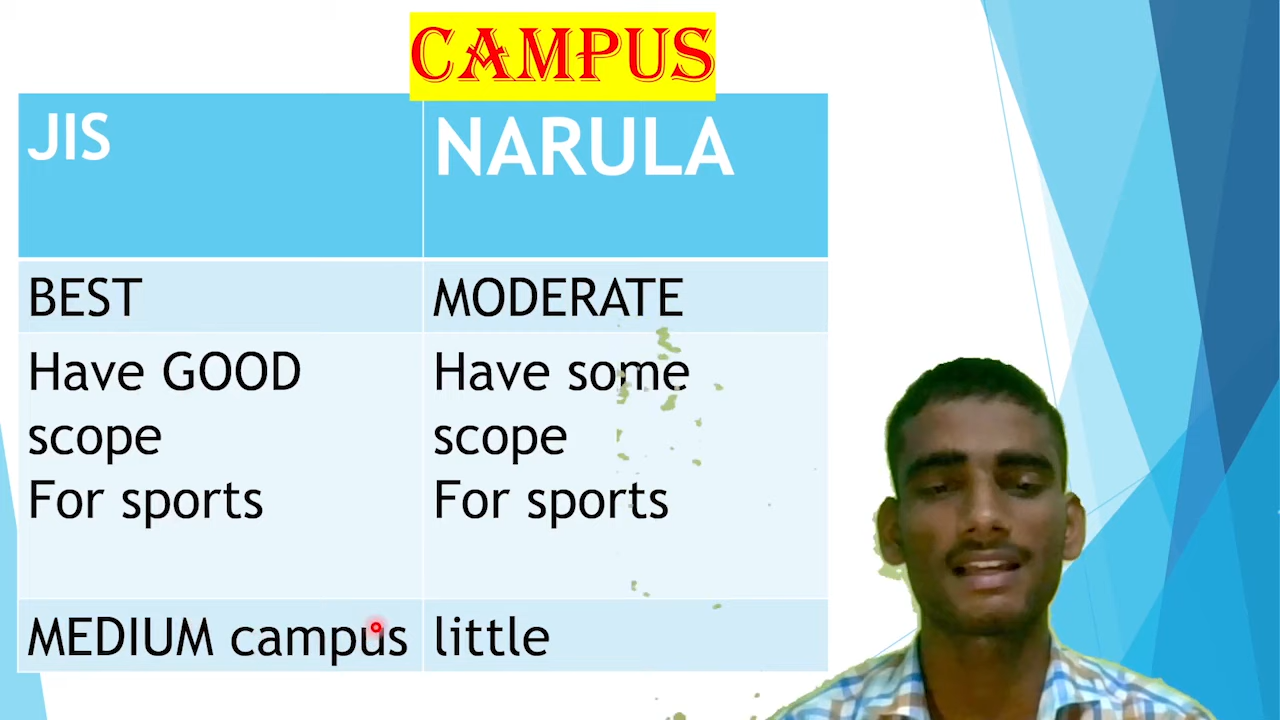 CAMPUS
JIS
NARULA
BEST
MODERATE
Have GOOD
scope
For sports
Have some
scope
For sports
MEDIUM campus
little